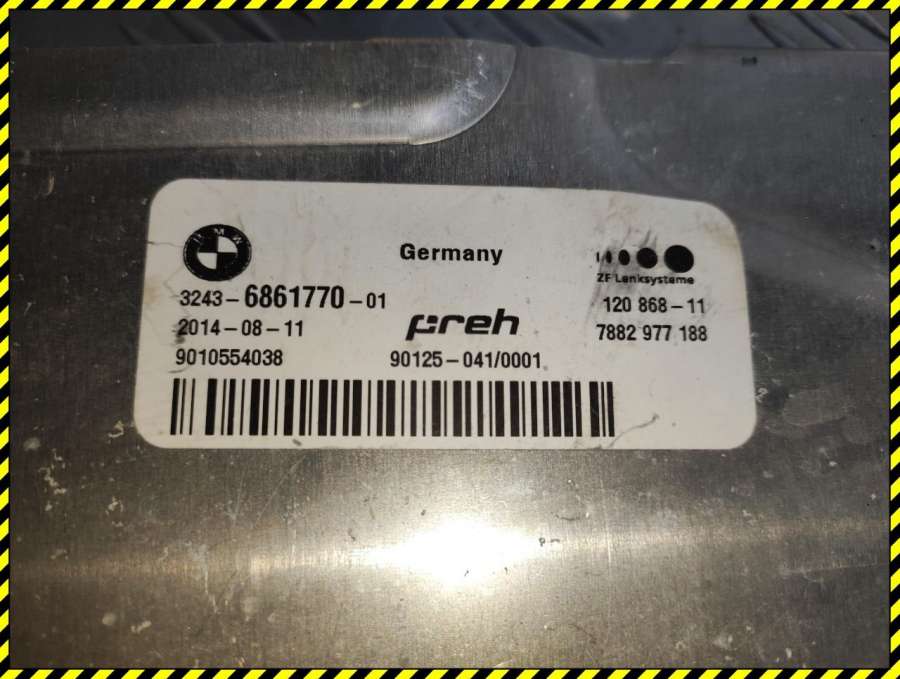 BMW
Germany
ZF Lenksysteme
3243-6861770-01
120 868-11
2014-08-11
preh
7882 977 188
9010554038
90125-041/0001